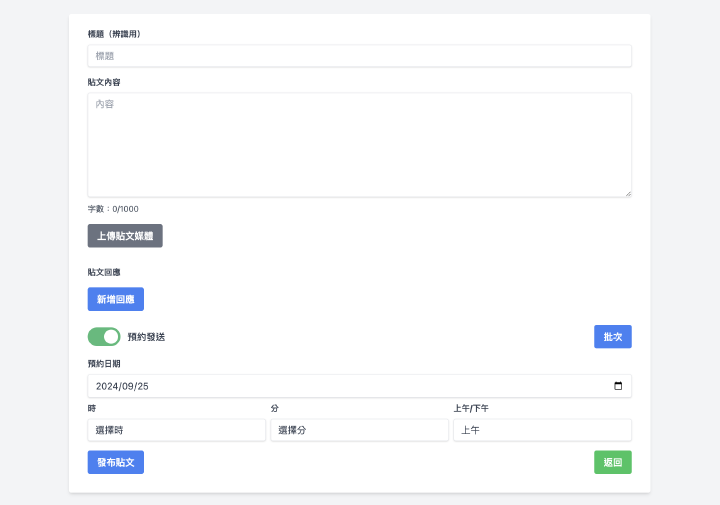 標題（辨識用）
標題
貼文內容
內容
字數：0/1000
上傳貼文媒體
貼文回應
新增回應
預約發送
批次
預約日期
2024/09/25
時 分 上午/下午
選擇時 選擇分 上午
發布貼文 返回